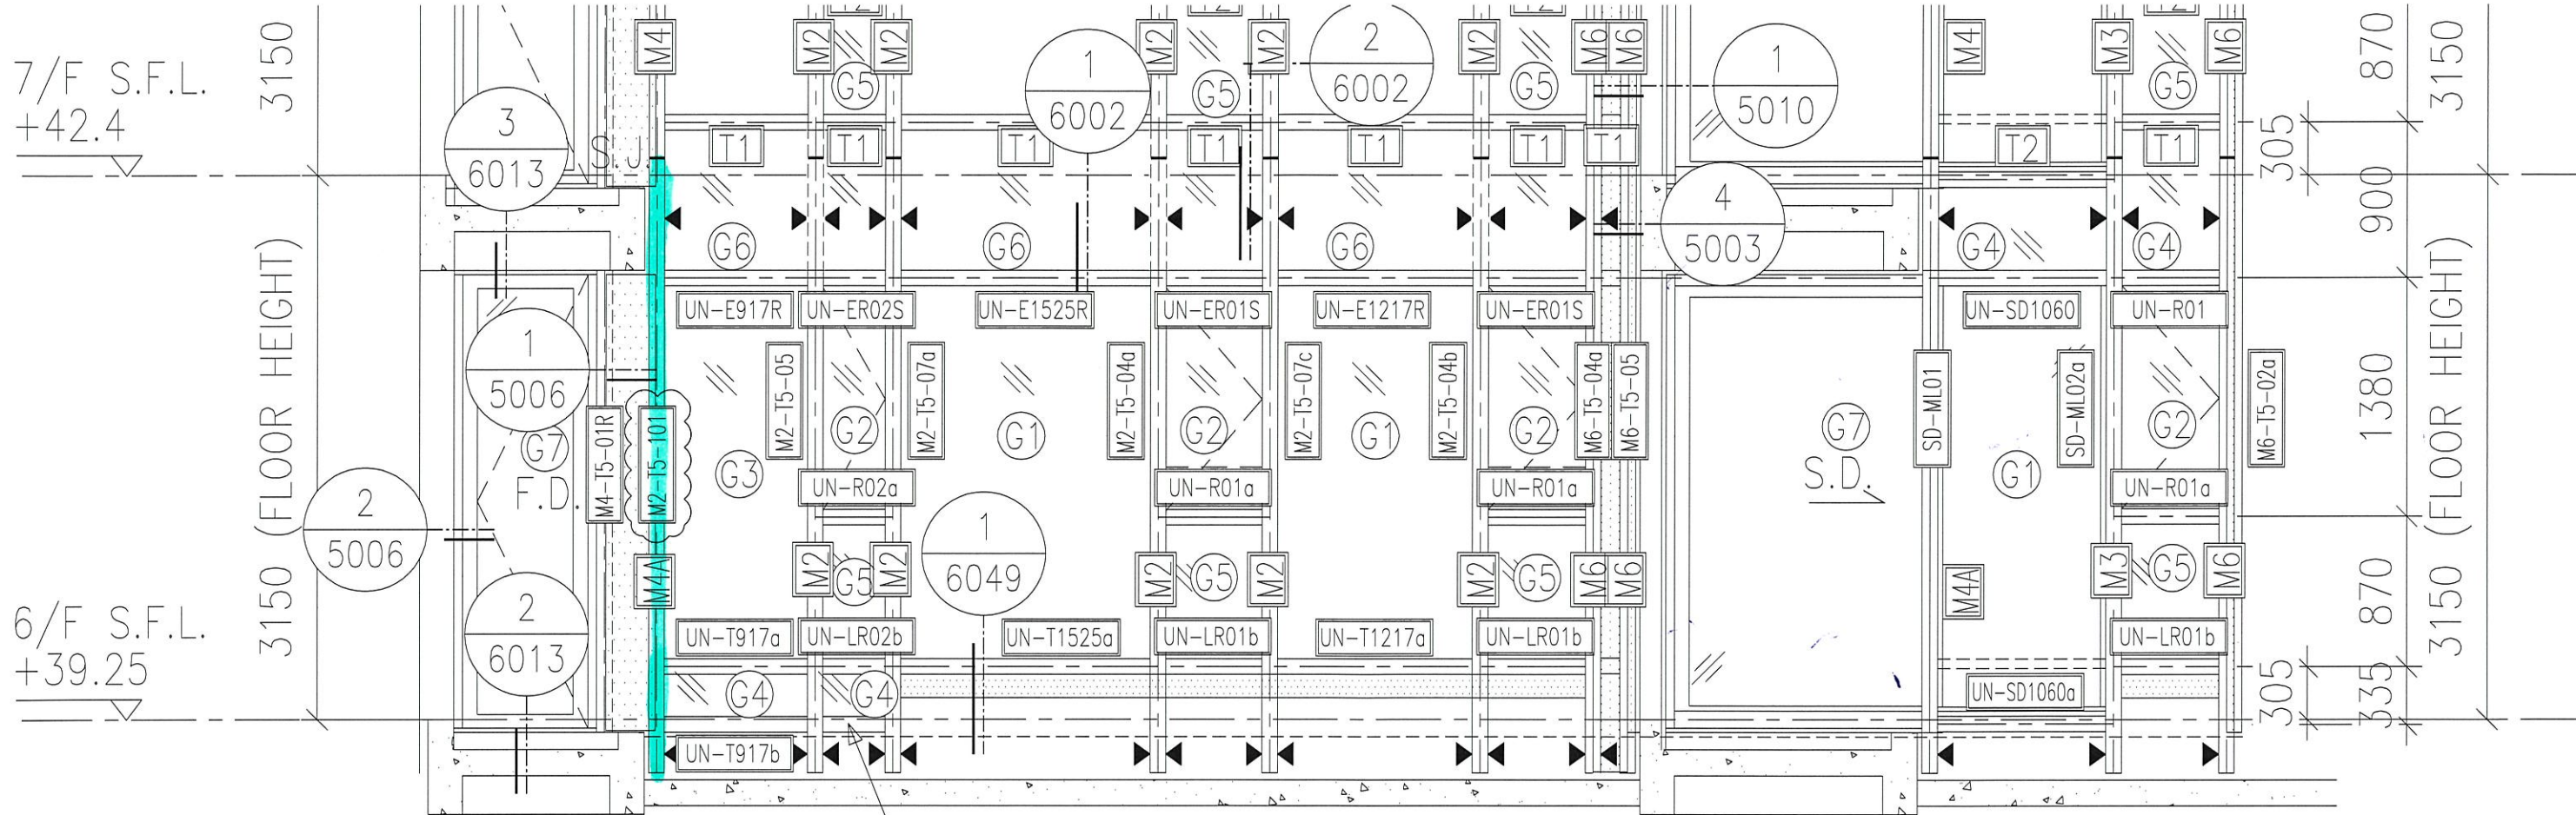 T2
T2
T2
T2
3150
M4
M2
M2
M2
M2
M2
M6
M6
M4
M3
M6
870
3150
7/F S.F.L.
+42.4
G5
G5
G5
G5
1
6002
2
6002
1
5010
3
6013
S.J.
T1
T1
T1
T1
T1
T1
T1
T2
T1
305
900
4
5003
G6
G6
G6
G4
G4
UN-E917R
UN-ER02S
UN-E1525R
UN-ER01S
UN-E1217R
UN-ER01S
UN-SD1060
UN-R01
3150 (FLOOR HEIGHT)
1
5006
G7
F.D.
M4-T5-01R
M2-T5-101
M2-T5-05
M2-T5-07a
M2-T5-04a
M2-T5-07c
M2-T5-04b
M6-T5-04a
M6-T5-05
SD-ML01
SD-ML02a
M6-T5-02a
G3
G2
G1
G2
G1
G2
G7
S.D.
G1
G2
1380
3150 (FLOOR HEIGHT)
UN-R02a
UN-R01a
UN-R01a
UN-R01a
2
5006
1
6049
M4A
M2
G5
M2
M2
G5
M2
M2
G5
M6
M6
M4A
M3
G5
M6
870
6/F S.F.L.
+39.25
2
6013
UN-T917a
UN-LR02b
UN-T1525a
UN-LR01b
UN-T1217a
UN-LR01b
UN-LR01b
G4
G4
UN-SD1060a
305
335
UN-T917b